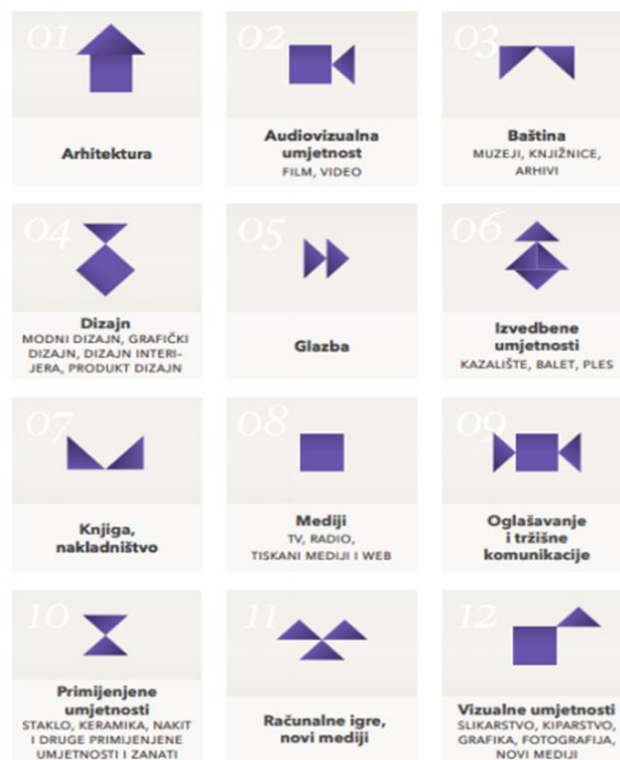 01
Arhitektura
02
Audiovizualna
umjetnost
FILM, VIDEO
03
Baština
MUZEJI, KNJIŽNICE,
ARHIVI
04
Dizajn
MODNI DIZAJN, GRAFIČKI
DIZAJN, DIZAJN INTERI-
JERA, PRODUKT DIZAJN
05
Glazba
06
Izvedbene
umjetnosti
KAZALIŠTE, BALET, PLES
07
Knjiga,
nakladništvo
08
Mediji
TV, RADIO,
TISKANI MEDIJI I WEB
09
Oglašavanje
i tržišne
komunikacije
10
Primijenjene
umjetnosti
STAKLO, KERAMIKA, NAKIT
I DRUGE PRIMIJENJENE
UMJETNOSTI I ZANATI
11
Računalne igre,
novi mediji
12
Vizualne umjetnosti
SLIKARSTVO, KIPARSTVO,
GRAFIKA, FOTOGRAFIJA,
NOVI MEDIJI